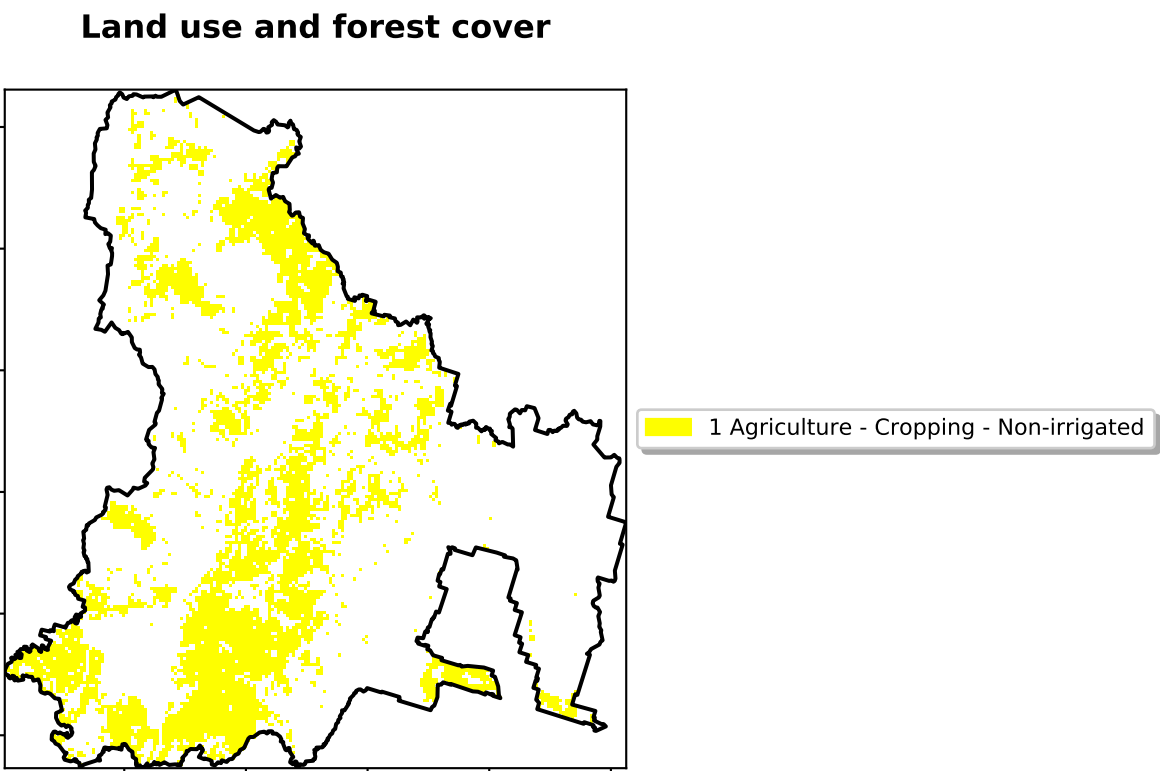 Land use and forest cover
1 Agriculture - Cropping - Non-irrigated